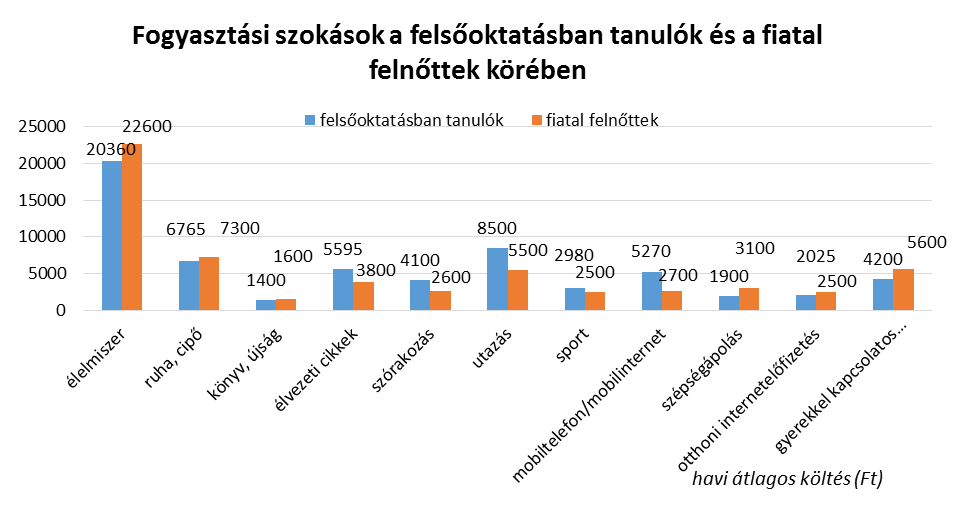 Fogyasztási szokások a felsőoktatásban tanulók és a fiatal
felnőttek körében
felsőoktatásban tanulók fiatal felnőttek
25000
20000
15000
10000
5000
0
20360 22600
6765 7300
1400 1600
5595 3800
4100 2600
8500 5500
2980 2500
5270 2700
1900 3100
2025 2500
4200 5600
élelmiszer
ruha, cipő
könyv, újság
élvezeti cikkek
szórakozás
utazás
sport
mobiltelefon/mobilinternet
szépségápolás
otthoni internetelőfizetés
gyerekkel kapcsolatos...
havi átlagos költés (Ft)